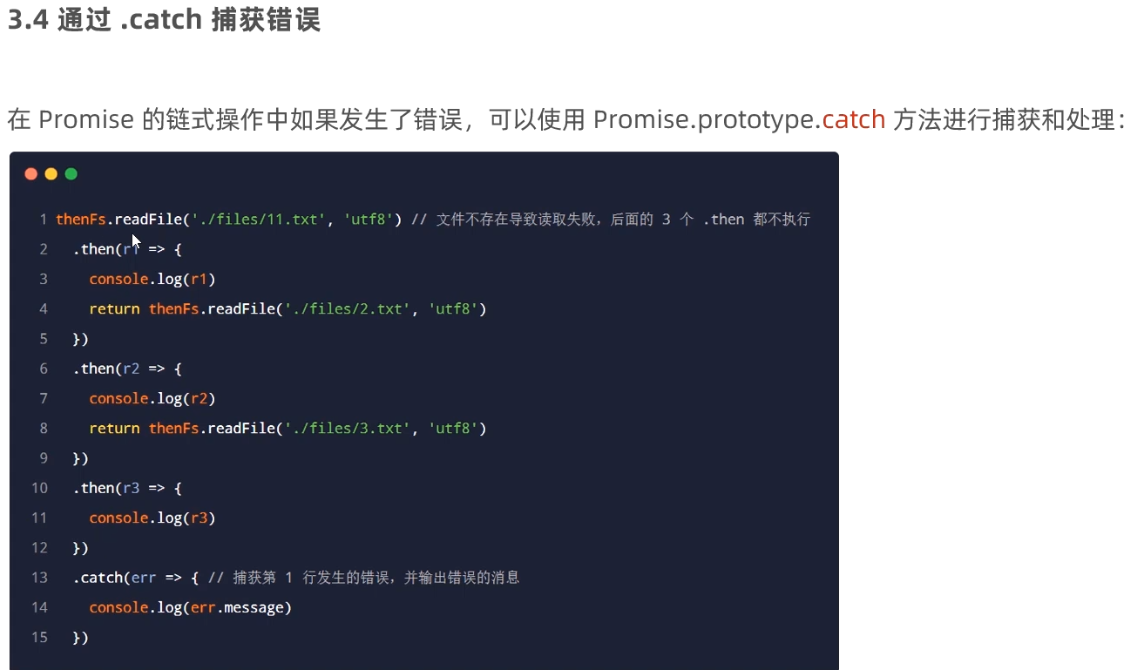 3.4 通过 .catch 捕获错误
在 Promise 的链式操作中如果发生了错误，可以使用 Promise.prototype.catch 方法进行捕获和处理：
1 thenFs.readFile('./files/11.txt', 'utf8') // 文件不存在导致读取失败，后面的 3 个 .then 都不执行
2   .then(r1 => {
3     console.log(r1)
4     return thenFs.readFile('./files/2.txt', 'utf8')
5   })
6   .then(r2 => {
7     console.log(r2)
8     return thenFs.readFile('./files/3.txt', 'utf8')
9   })
10   .then(r3 => {
11     console.log(r3)
12   })
13   .catch(err => { // 捕获第 1 行发生的错误，并输出错误的消息
14     console.log(err.message)
15   })